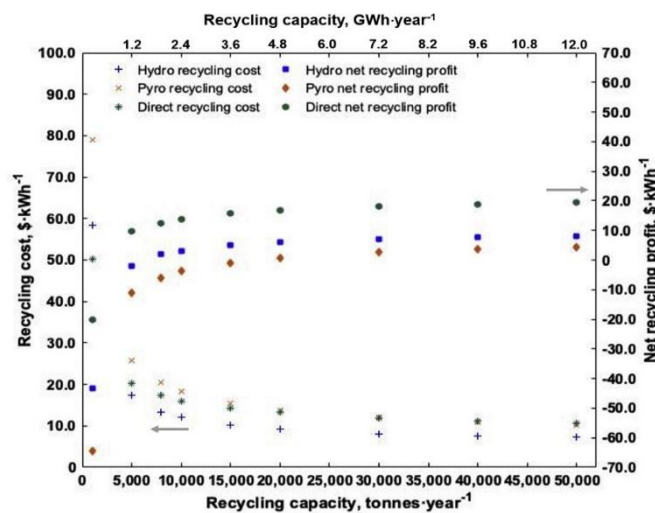 Recycling capacity, GWh·year⁻¹
1.2 2.4 3.6 4.8 6.0 7.2 8.2 9.6 10.8 12.0
100.0 70.0
Hydro recycling cost Hydro net recycling profit
Pyro recycling cost Pyro net recycling profit
Direct recycling cost Direct net recycling profit
90.0 60.0
80.0 50.0
70.0 40.0
60.0 30.0
50.0 20.0
40.0 10.0
30.0 0
20.0 -10.0
10.0 -20.0
0 -30.0
-40.0
-50.0
-60.0
-70.0
Recycling cost, $·kWh⁻¹
Net recycling profit, $·kWh⁻¹
0 5,000 10,000 15,000 20,000 25,000 30,000 35,000 40,000 45,000 50,000
Recycling capacity, tonnes·year⁻¹